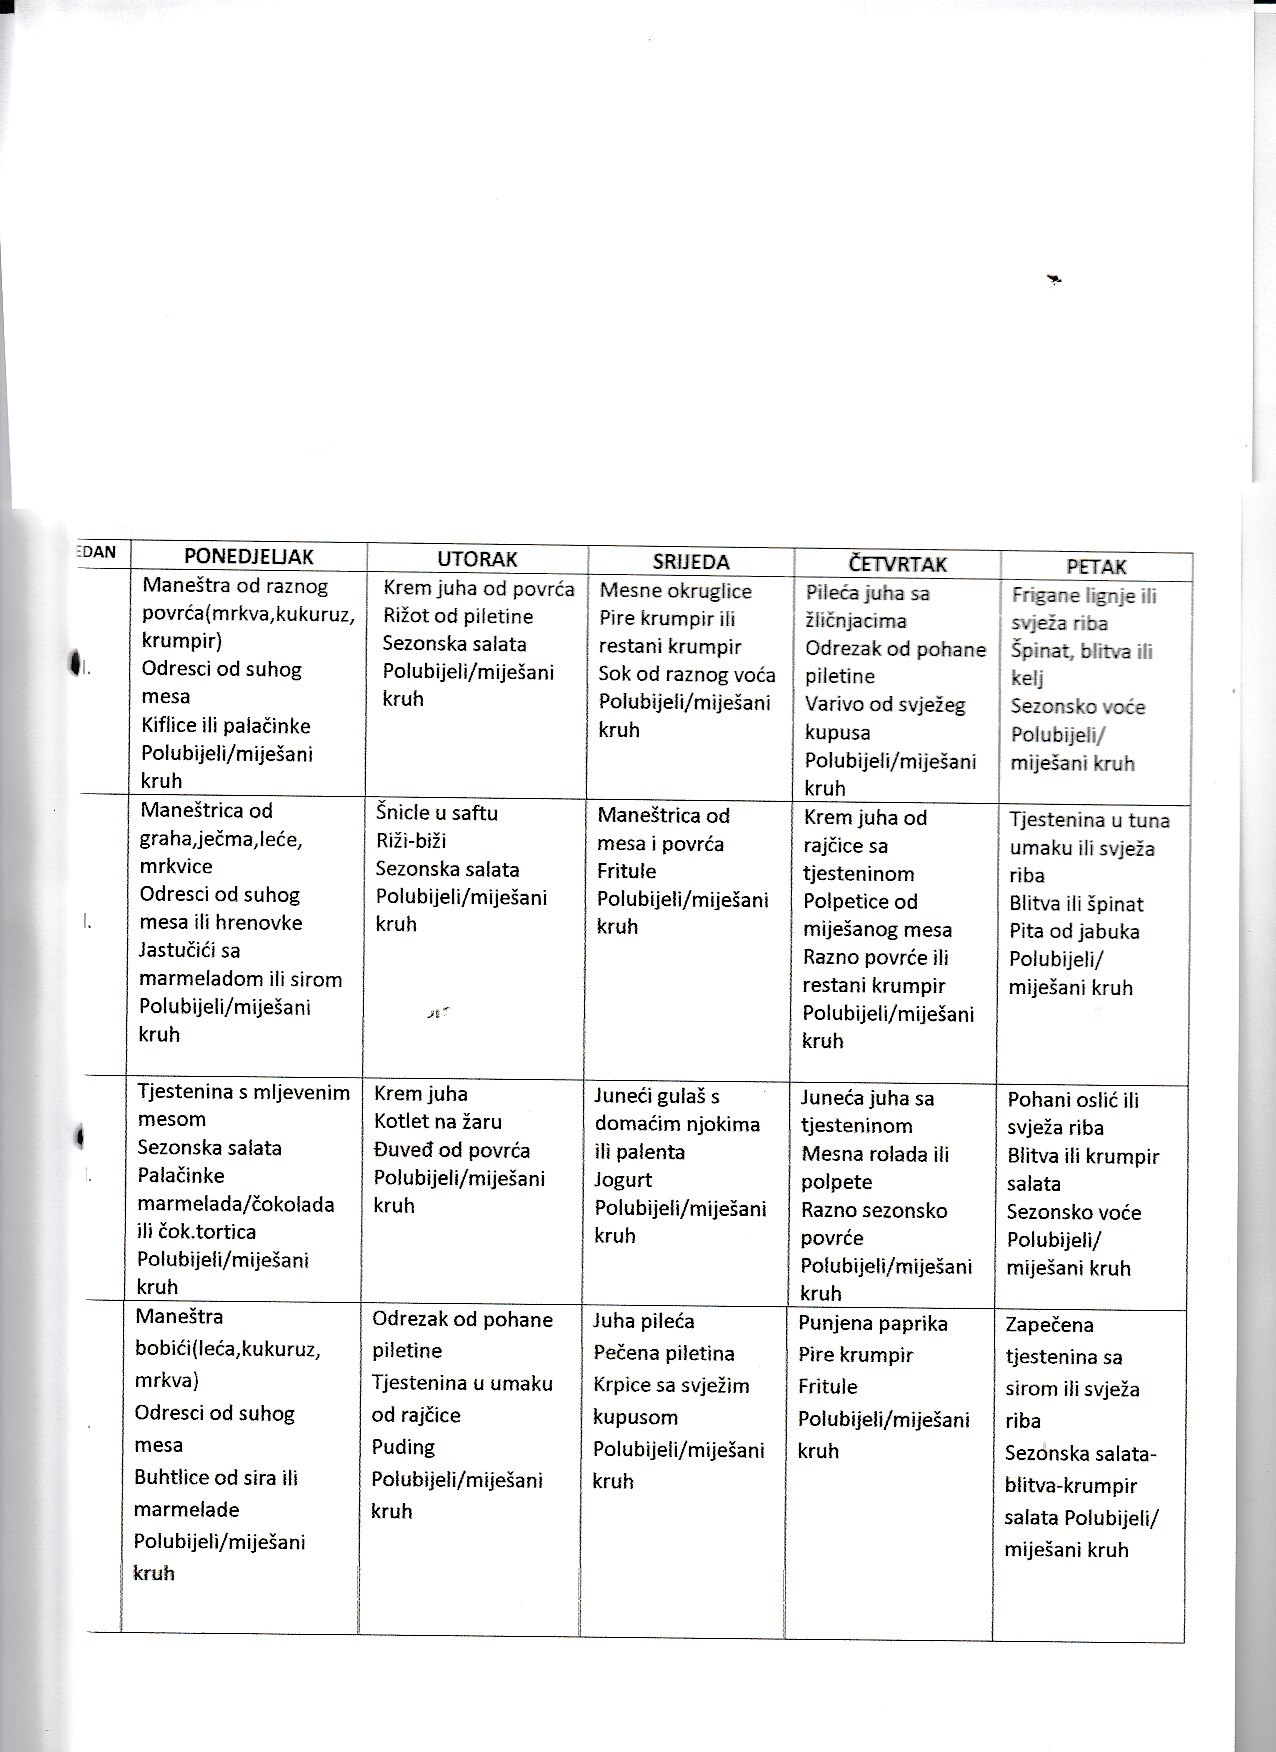 EDAN
PONEDJELJAK
UTORAK
SRIJEDA
ČETVRTAK
PETAK
I.
Maneštra od raznog
povrća(mrkva,kukuruz,
krumpir)
Odresci od suhog
mesa
Kiflice ili palačinke
Polubijeli/miješani
kruh
Krem juha od povrća
Rižot od piletine
Sezonska salata
Polubijeli/miješani
kruh
Mesne okruglice
Pire krumpir ili
restani krumpir
Sok od raznog voća
Polubijeli/miješani
kruh
Pileća juha sa
žličnjacima
Odrezak od pohane
piletine
Varivo od svježeg
kupusa
Polubijeli/miješani
kruh
Frigane lignje ili
svježa riba
Špinat, blitva ili
kelj
Sezonsko voće
Polubijeli/
miješani kruh
I.
Maneštrica od
graha,ječma,leće,
mrkvice
Odresci od suhog
mesa ili hrenovke
Jastučići sa
marmeladom ili sirom
Polubijeli/miješani
kruh
Šnicle u saftu
Riži-biži
Sezonska salata
Polubijeli/miješani
kruh
Maneštrica od
mesa i povrća
Fritule
Polubijeli/miješani
kruh
Krem juha od
rajčice sa
tjesteninom
Polpetice od
miješanog mesa
Razno povrće ili
restani krumpir
Polubijeli/miješani
kruh
Tjestenina u tuna
umaku ili svježa
riba
Blitva ili špinat
Pita od jabuka
Polubijeli/
miješani kruh
I.
Tjestenina s mljevenim
mesom
Sezonska salata
Palačinke
marmelada/čokolada
ili čok.tortica
Polubijeli/miješani
kruh
Krem juha
Kotlet na žaru
Đuveđ od povrća
Polubijeli/miješani
kruh
Juneći gulaš s
domaćim njokima
ili palenta
Jogurt
Polubijeli/miješani
kruh
Juneća juha sa
tjesteninom
Mesna rolada ili
polpete
Razno sezonsko
povrće
Polubijeli/miješani
kruh
Pohani oslić ili
svježa riba
Blitva ili krumpir
salata
Sezonsko voće
Polubijeli/
miješani kruh
Maneštra
bobići(leća,kukuruz,
mrkva)
Odresci od suhog
mesa
Buhtlice od sira ili
marmelade
Polubijeli/miješani
kruh
Odrezak od pohane
piletine
Tjestenina u umaku
od rajčice
Puding
Polubijeli/miješani
kruh
Juha pileća
Pečena piletina
Krpice sa svježim
kupusom
Polubijeli/miješani
kruh
Punjena paprika
Pire krumpir
Fritule
Polubijeli/miješani
kruh
Zapečena
tjestenina sa
sirom ili svježa
riba
Sezonska salata-
blitva-krumpir
salata Polubijeli/
miješani kruh